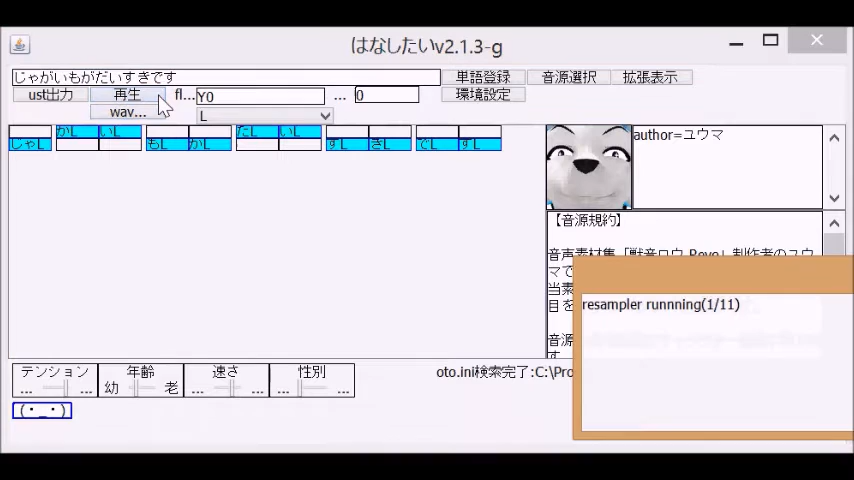 はなしたいv2.1.3-g
じゃがいもがだいすきです
単語登録 音源選択 拡張表示
ust出力 再生 fl... Y0 ... 0 環境設定
wav... L
かL いL だL いL
じゃL もL がL すL きL でL すL
author=ユウマ
【音源規約】
音声素材集「獣音ロウ Revo」制作者のユウ
マで
当素
目を
音源
す
resampler runnning(1/11)
テンション 年齢 速さ 性別
... ... 幼 老 ... ... ... ...
oto.ini検索完了:C:\Pro
(・_・)